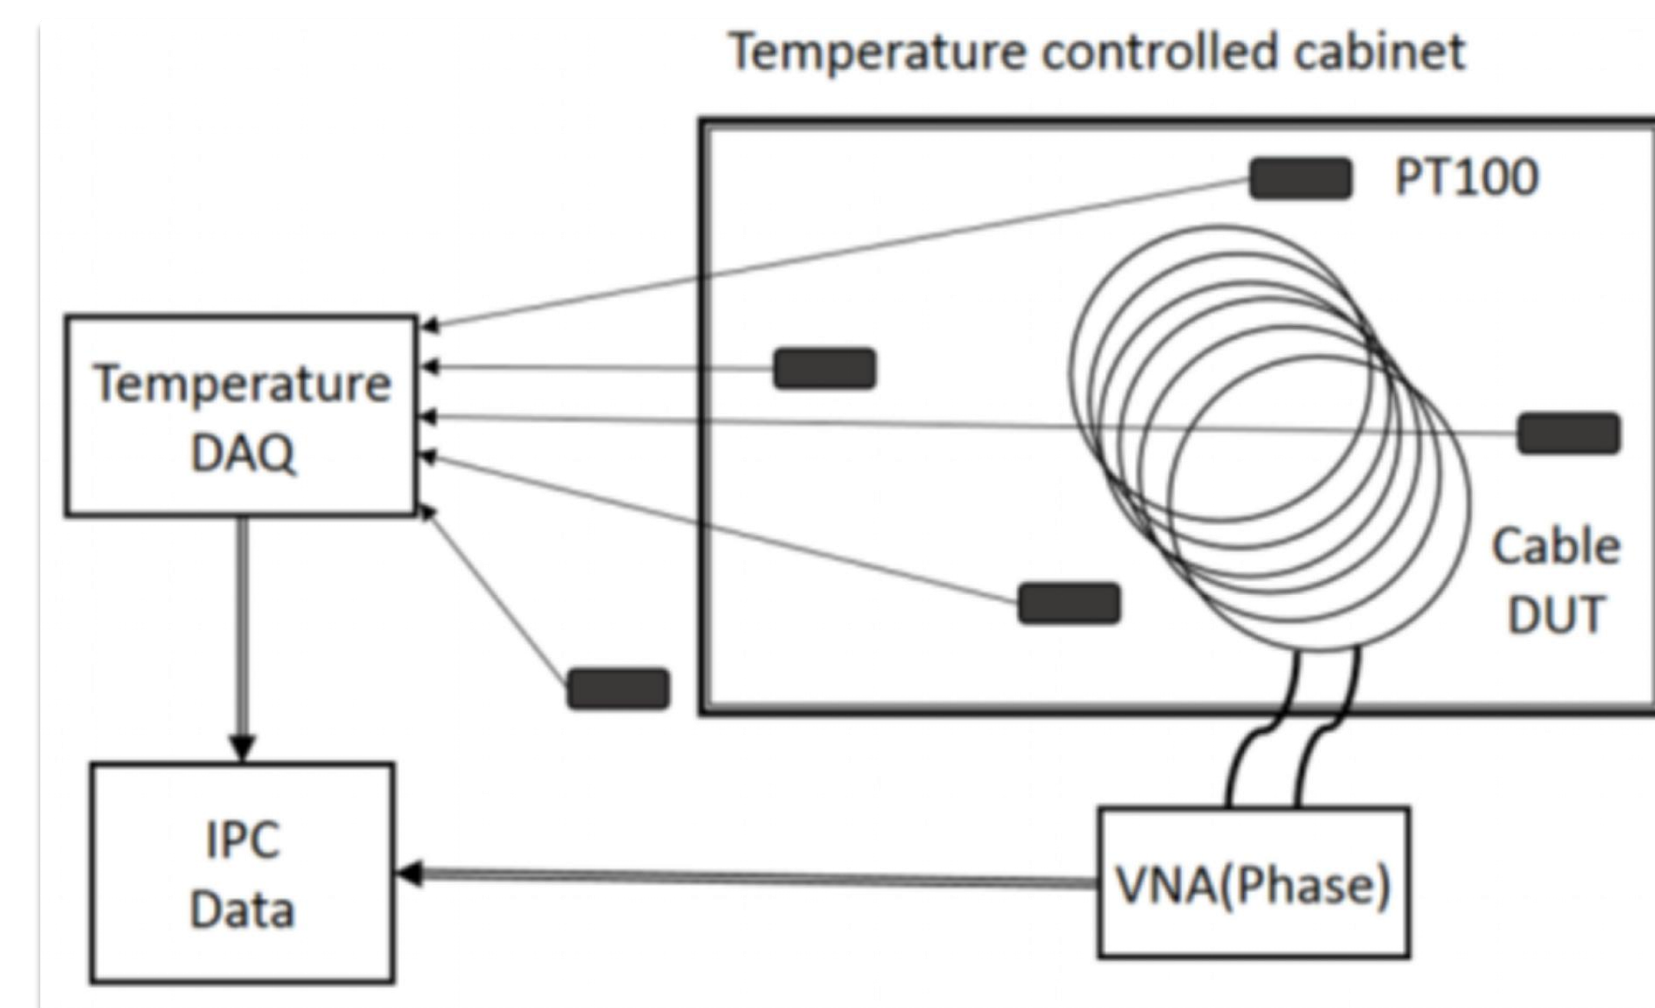 Temperature controlled cabinet
PT100
Temperature
DAQ
Cable
DUT
IPC
Data
VNA(Phase)